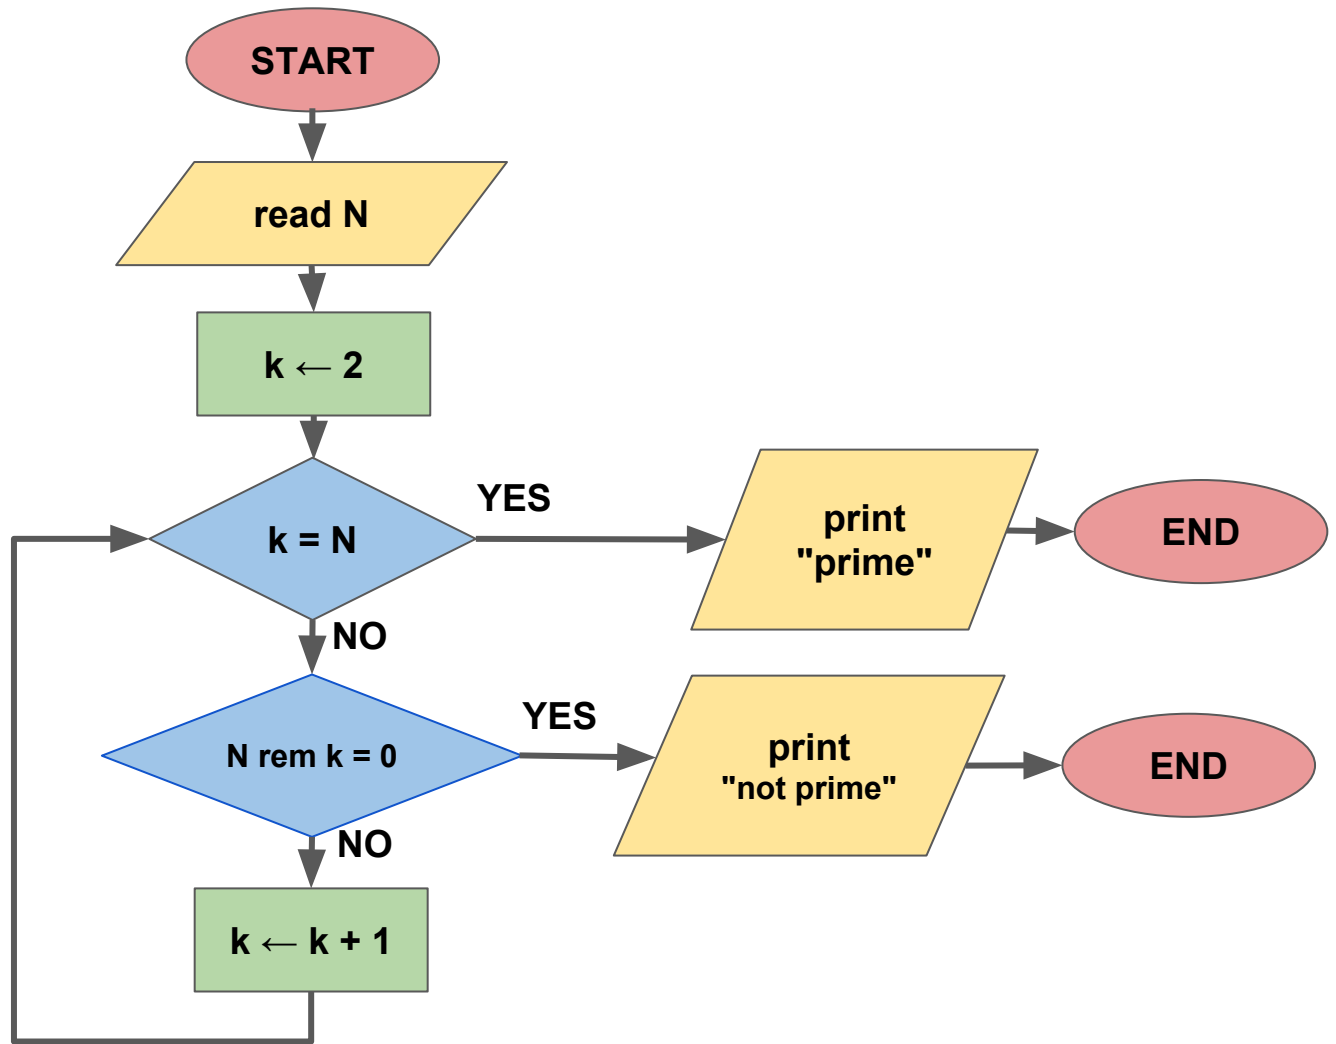 START
read N
k ← 2
k = N
YES
print
"prime"
END
NO
N rem k = 0
YES
print
"not prime"
END
NO
k ← k + 1